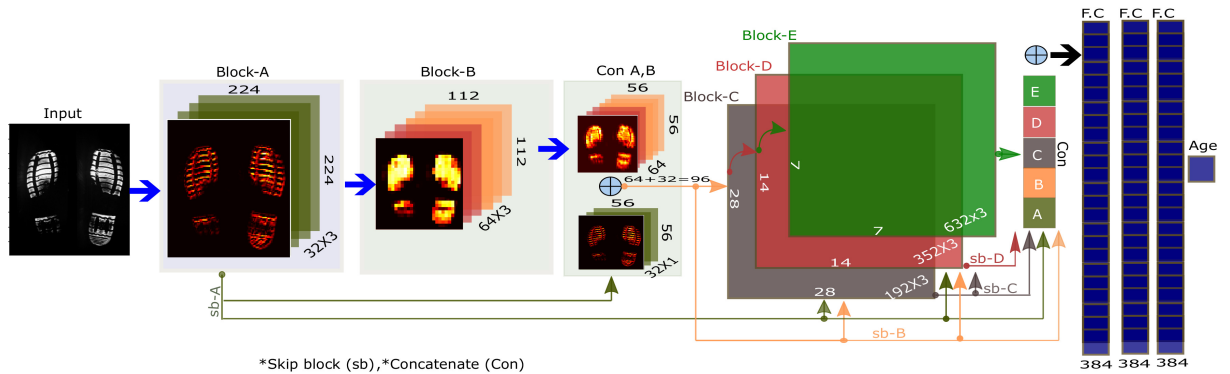 Input
Block-A
224
224
32X3
Block-B
112
112
64X3
Con A,B
56
56
64
64+32=96
56
56
32X1
Block-C
28
28
192X3
Block-D
14
14
352X3
Block-E
7
7
632x3
sb-A
sb-B
sb-C
sb-D
E
D
C
B
A
Con
F.C F.C F.C
384 384 384
Age
*Skip block (sb),*Concatenate (Con)